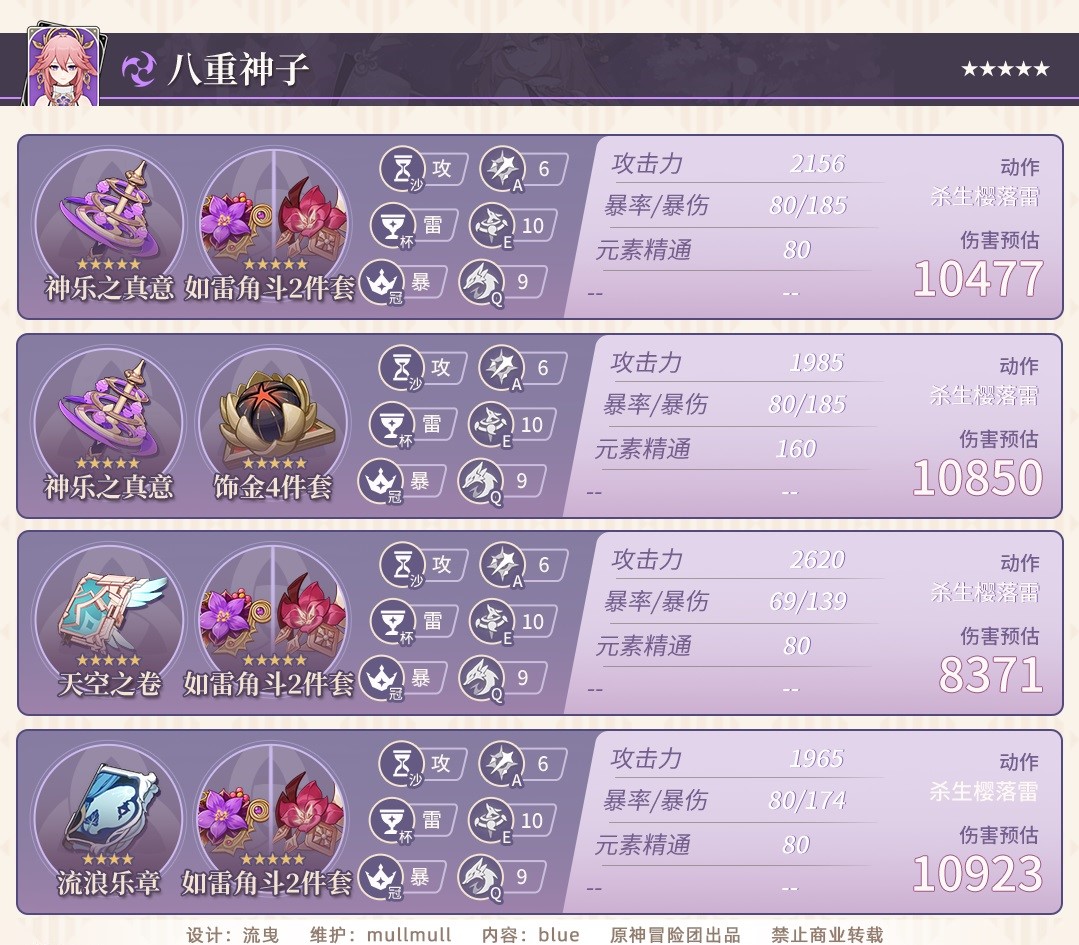 八重神子
★★★★★
神乐之真意
如雷角斗2件套
沙 攻
A 6
杯 雷
E 10
冠 暴
Q 9
攻击力 2156
暴率/暴伤 80/185
元素精通 80
-- --
动作
杀生樱落雷
伤害预估
10477
神乐之真意
饰金4件套
沙 攻
A 6
杯 雷
E 10
冠 暴
Q 9
攻击力 1985
暴率/暴伤 80/185
元素精通 160
-- --
动作
杀生樱落雷
伤害预估
10850
天空之卷
如雷角斗2件套
沙 攻
A 6
杯 雷
E 10
冠 暴
Q 9
攻击力 2620
暴率/暴伤 69/139
元素精通 80
-- --
动作
杀生樱落雷
伤害预估
8371
流浪乐章
如雷角斗2件套
沙 攻
A 6
杯 雷
E 10
冠 暴
Q 9
攻击力 1965
暴率/暴伤 80/174
元素精通 80
-- --
动作
杀生樱落雷
伤害预估
10923
设计：流曳 维护：mullmull 内容：blue 原神冒险团出品 禁止商业转载